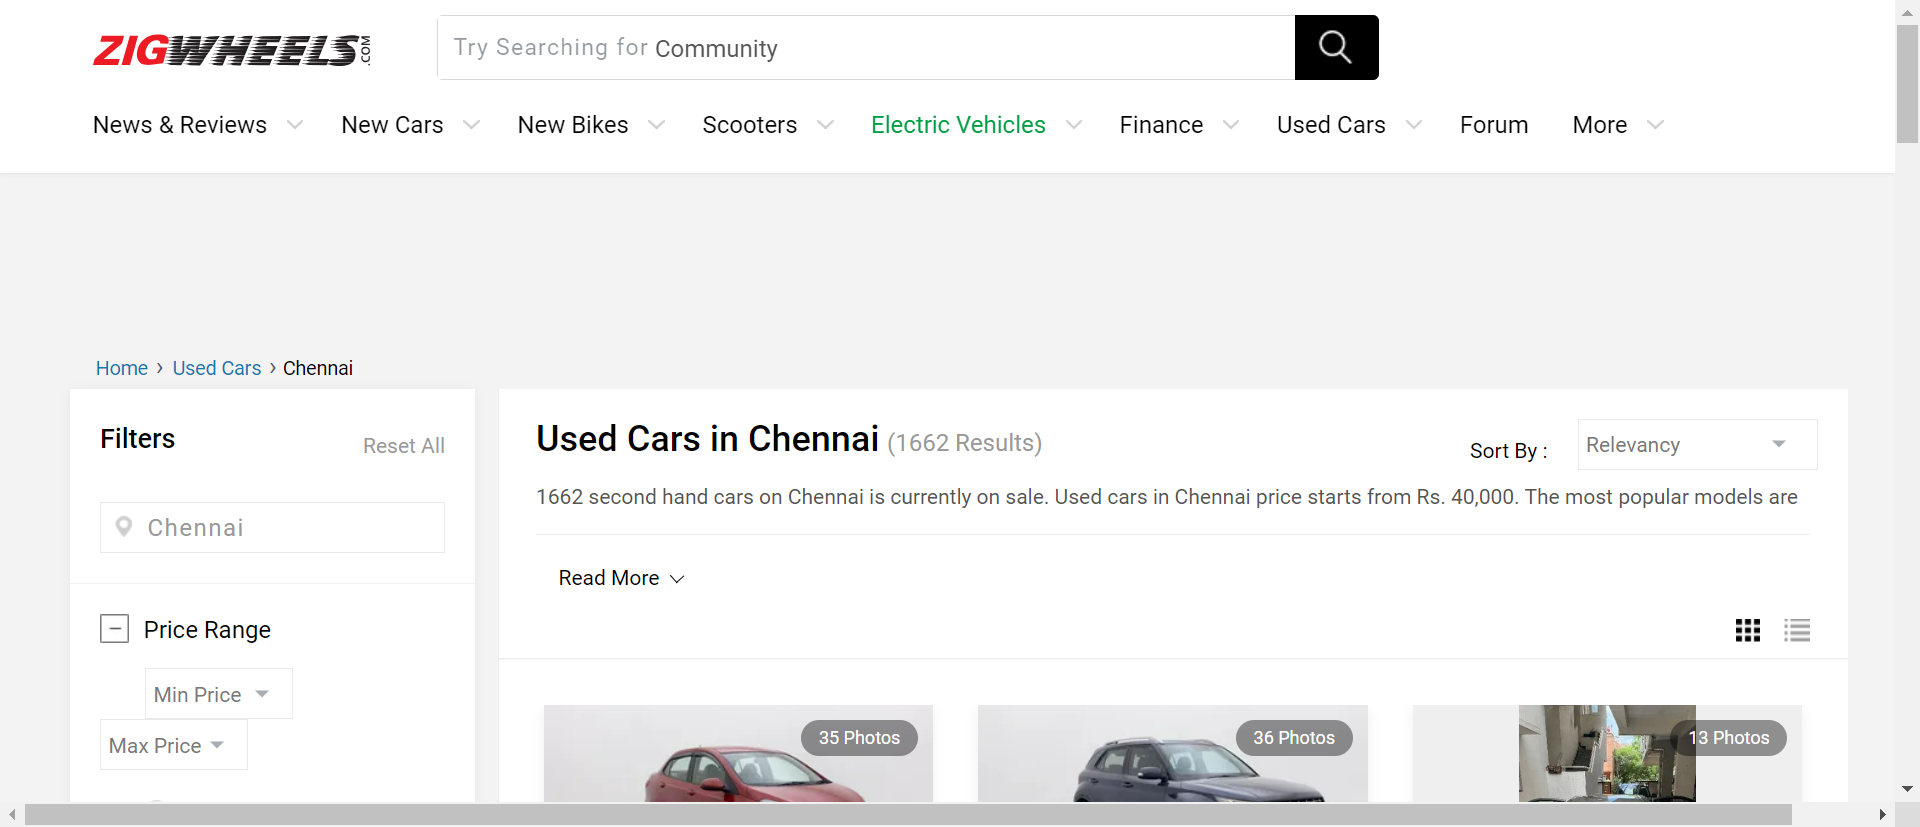 ZIGWHEELS.COM
Try Searching for Community
News & Reviews New Cars New Bikes Scooters Electric Vehicles Finance Used Cars Forum More
Home › Used Cars › Chennai
Filters
Reset All
Chennai
Price Range
Min Price
Max Price
Used Cars in Chennai (1662 Results)
Sort By :
Relevancy
1662 second hand cars on Chennai is currently on sale. Used cars in Chennai price starts from Rs. 40,000. The most popular models are
Read More
35 Photos
36 Photos
13 Photos